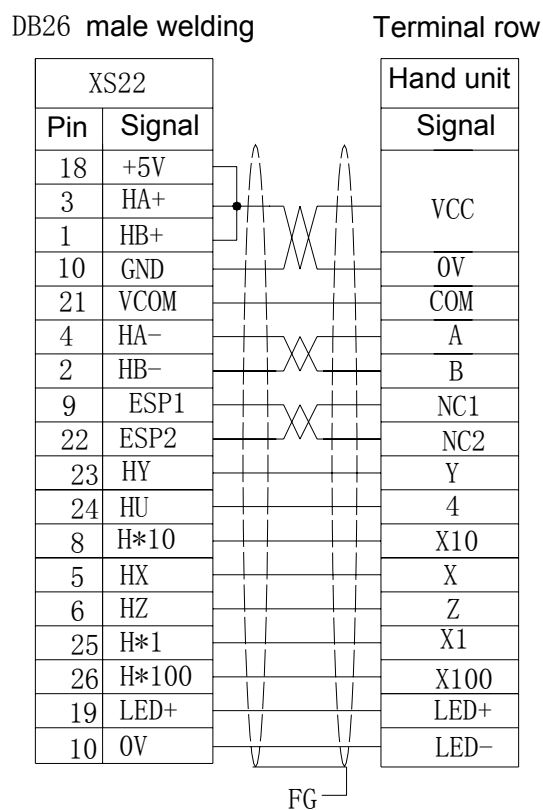 DB26 male welding Terminal row
XS22 Hand unit
Pin Signal Signal
18 +5V
3 HA+ VCC
1 HB+
10 GND 0V
21 VCOM COM
4 HA- A
2 HB- B
9 ESP1 NC1
22 ESP2 NC2
23 HY Y
24 HU 4
8 H*10 X10
5 HX X
6 HZ Z
25 H*1 X1
26 H*100 X100
19 LED+ LED+
10 0V LED-
FG